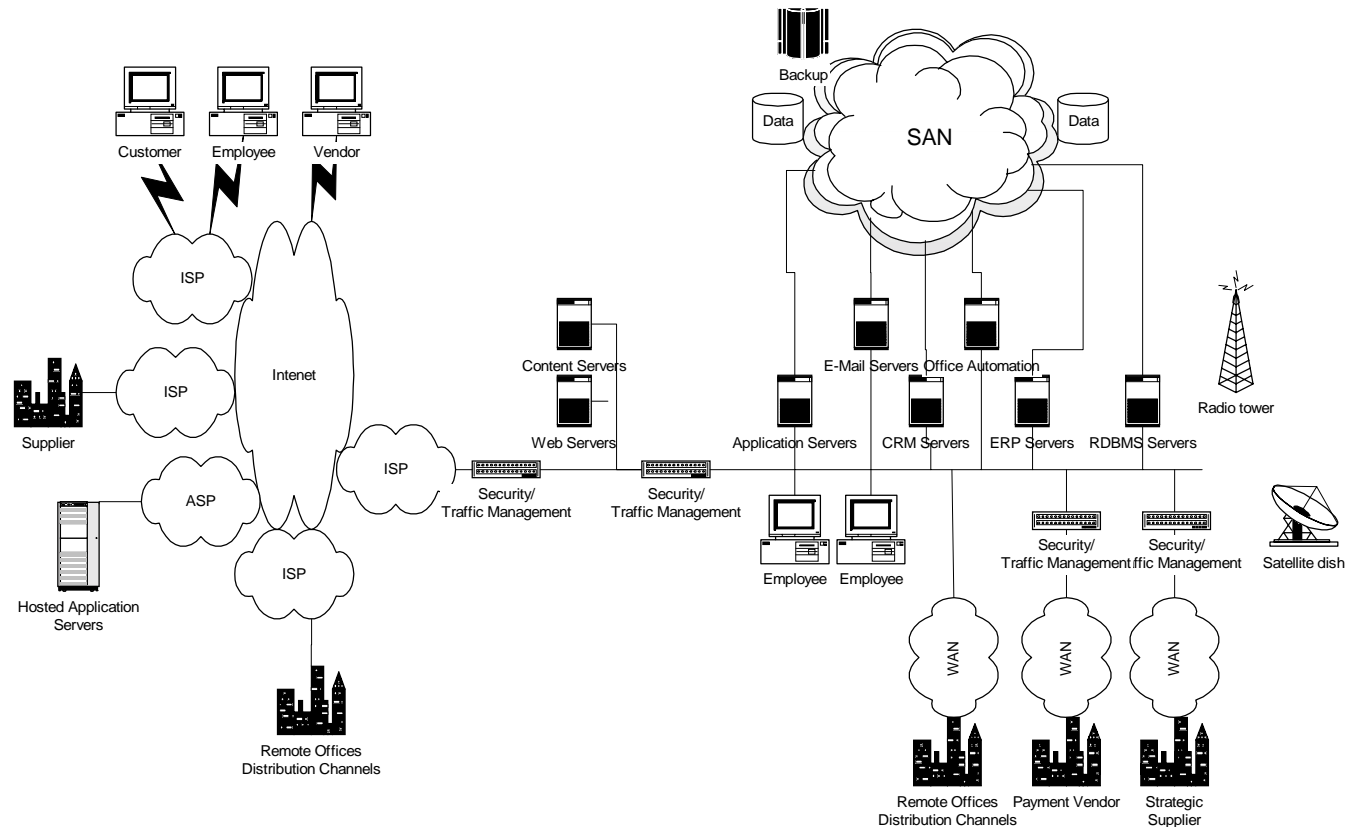 Backup
Data
Data
SAN
Customer
Employee
Vendor
ISP
Intenet
ISP
Supplier
ISP
ASP
ISP
Hosted Application
Servers
Remote Offices
Distribution Channels
Content Servers
Web Servers
Security/
Traffic Management
Security/
Traffic Management
E-Mail Servers
Office Automation
Application Servers
CRM Servers
ERP Servers
RDBMS Servers
Radio tower
Employee
Employee
Security/
Traffic Management
Security/
ffic Management
Satellite dish
WAN
WAN
WAN
Remote Offices
Distribution Channels
Payment Vendor
Strategic
Supplier